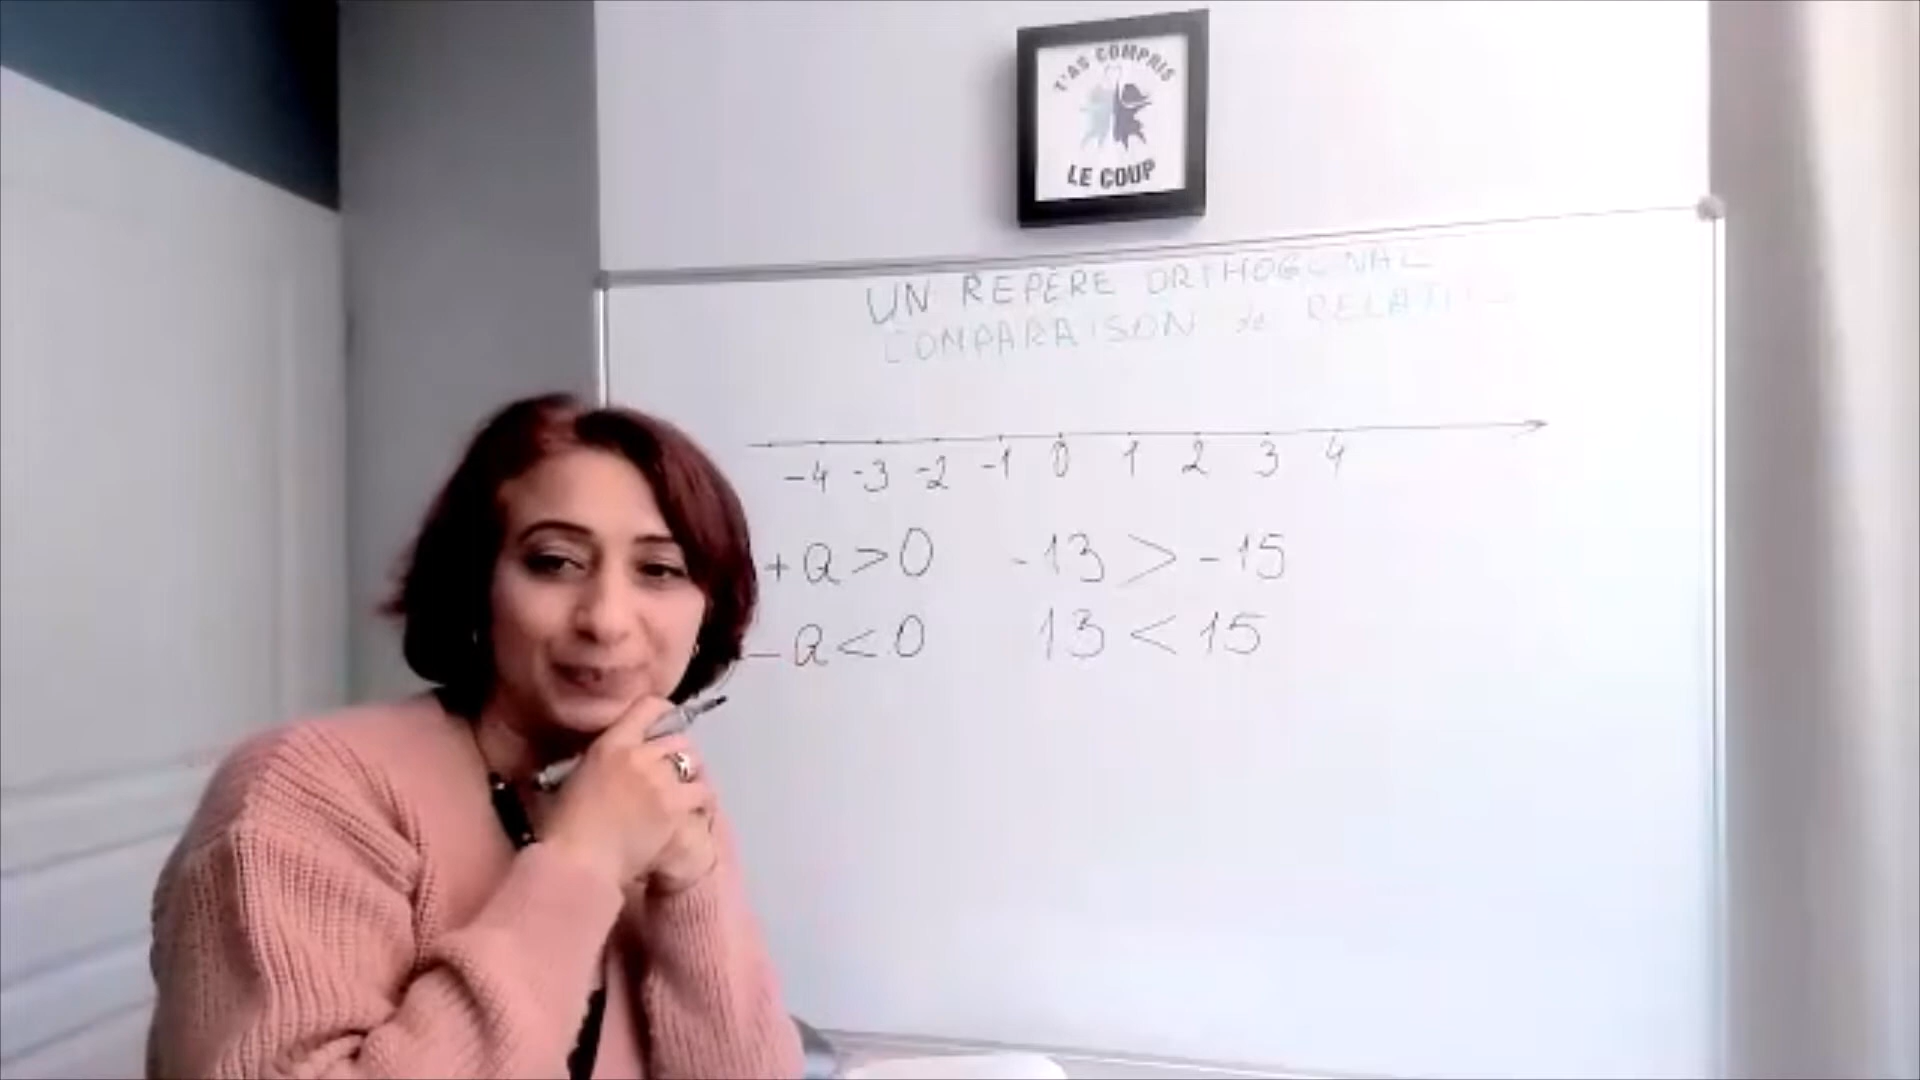 T'AS COMPRIS
LE COUP
UN REPÈRE ORTHOGONAL
COMPARAISON de
-4 -3 -2 -1 0 1 2 3 4
+a>0 -13 > -15
-a<0 13 < 15